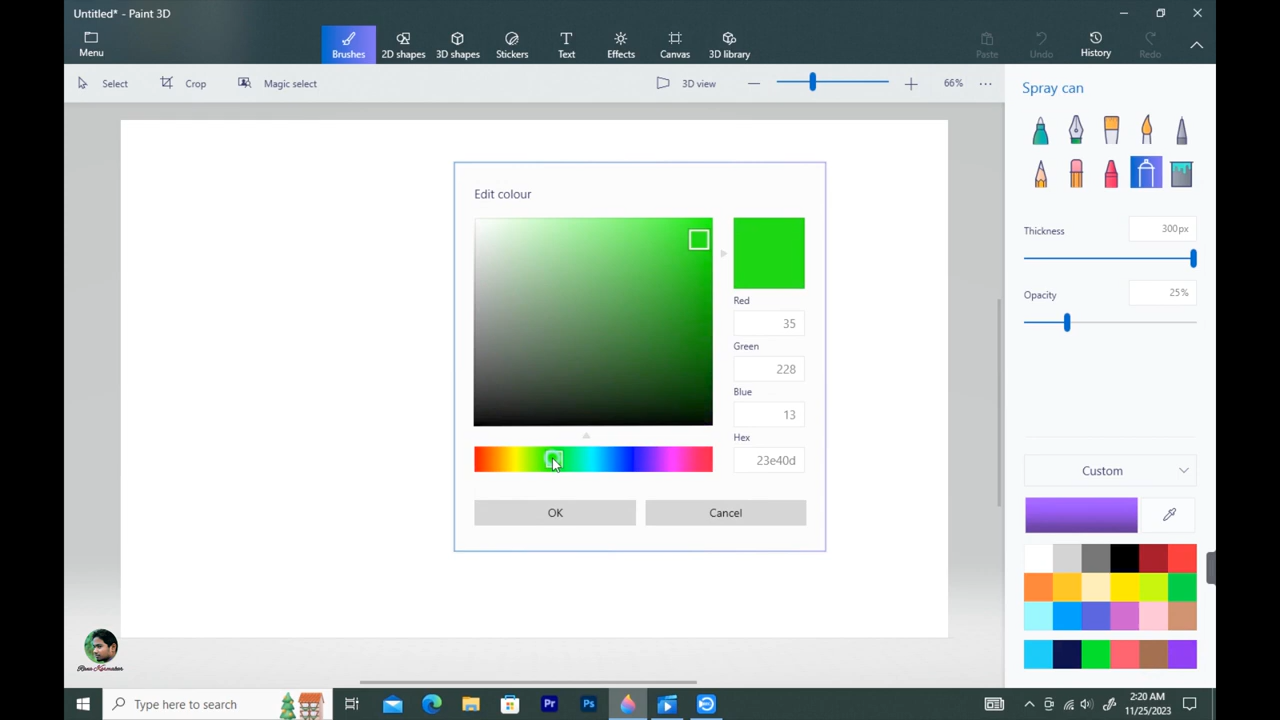 Untitled* - Paint 3D
Menu
Brushes
2D shapes
3D shapes
Stickers
Text
Effects
Canvas
3D library
Paste
Undo
History
Redo
Select
Crop
Magic select
3D view
66%
Spray can
Thickness
300px
Opacity
25%
Edit colour
Red
35
Green
228
Blue
13
Hex
23e40d
OK
Cancel
Custom
Type here to search
Pr
Ps
2:20 AM
11/25/2023